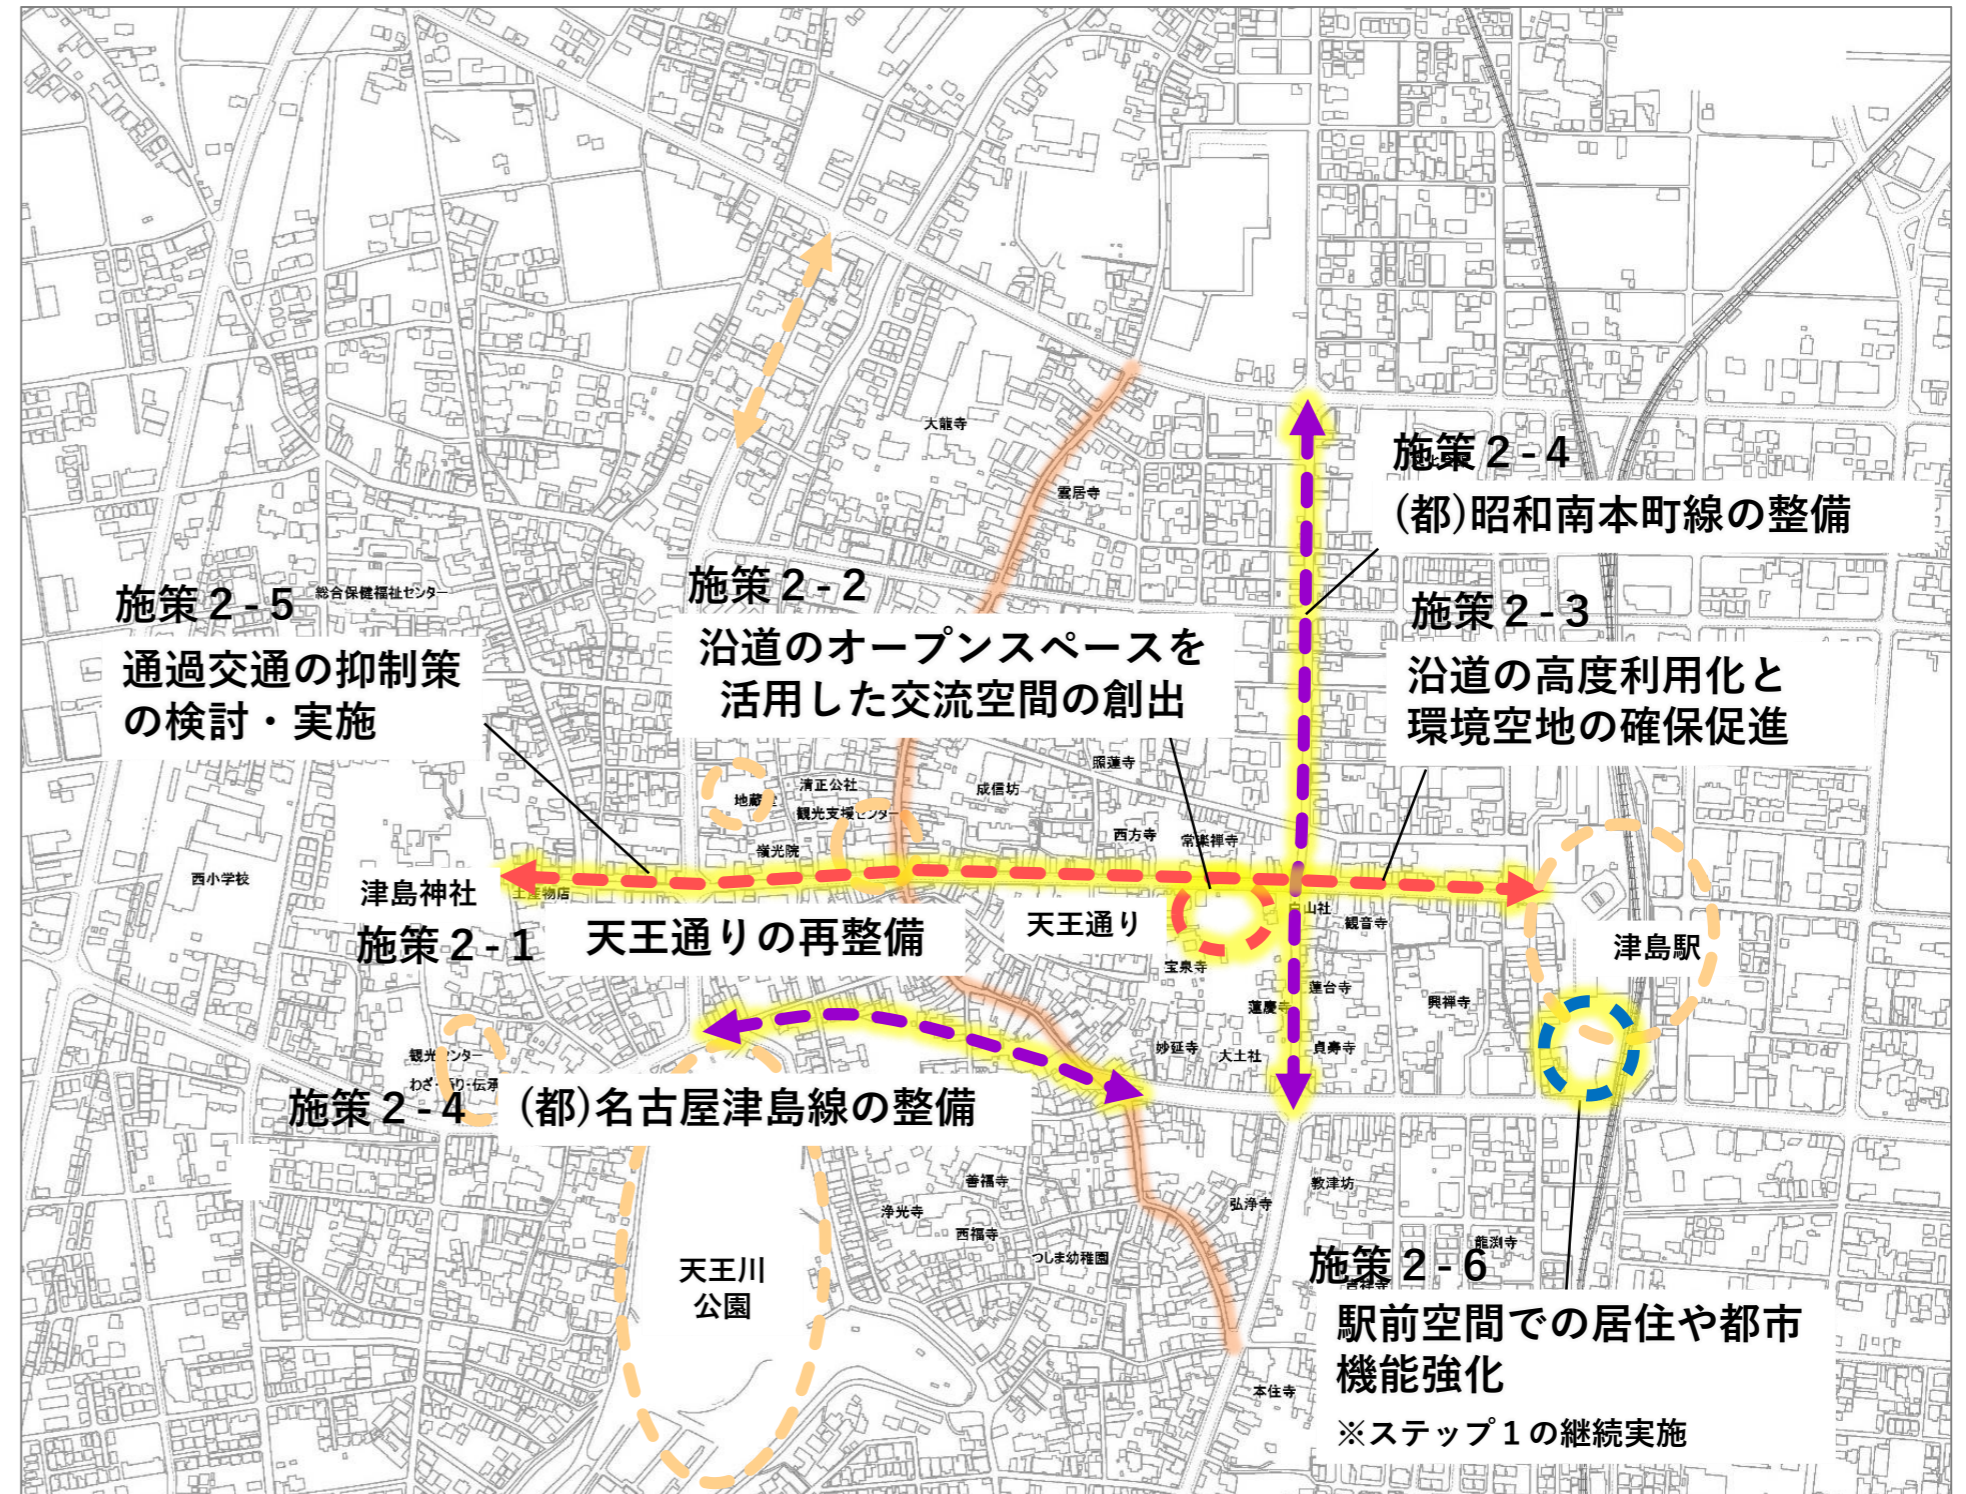 大龍寺
雲居寺
施策2-4
(都)昭和南本町線の整備
施策2-5
総合保健福祉センター
通過交通の抑制策
の検討・実施
施策2-2
沿道のオープンスペースを
活用した交流空間の創出
施策2-3
沿道の高度利用化と
環境空地の確保促進
照蓮寺
清正公社
地蔵堂
観光支援センター
成信坊
西方寺
常楽禅寺
嶺光院
西小学校
津島神社
土産物店
施策2-1
天王通りの再整備
天王通り
白山社
観音寺
津島駅
宝泉寺
蓮台寺
蓮慶寺
興禅寺
妙延寺
大土社
貞寿寺
観光センター
施策2-4
(都)名古屋津島線の整備
善福寺
浄光寺
西福寺
つしま幼稚園
弘浄寺
教津坊
龍渕寺
天王川
公園
施策2-6
駅前空間での居住や都市
機能強化
※ステップ1の継続実施
本住寺